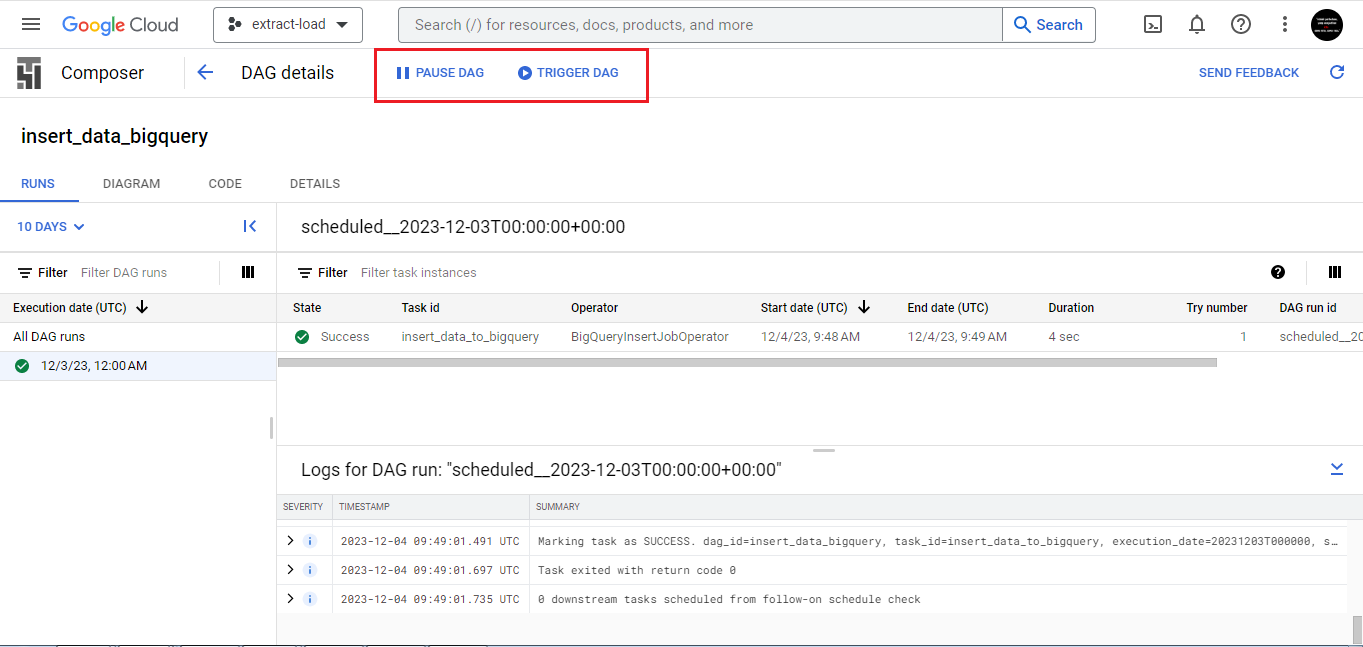 Google Cloud
extract-load
Search (/) for resources, docs, products, and more
Search
Composer
DAG details
PAUSE DAG
TRIGGER DAG
SEND FEEDBACK
insert_data_bigquery
RUNS DIAGRAM CODE DETAILS
10 DAYS
scheduled__2023-12-03T00:00:00+00:00
Filter Filter DAG runs
Filter Filter task instances
Execution date (UTC)
State Task id Operator Start date (UTC) End date (UTC) Duration Try number DAG run id
All DAG runs
Success insert_data_to_bigquery BigQueryInsertJobOperator 12/4/23, 9:48 AM 12/4/23, 9:49 AM 4 sec 1 scheduled__20
12/3/23, 12:00 AM
Logs for DAG run: "scheduled__2023-12-03T00:00:00+00:00"
SEVERITY TIMESTAMP SUMMARY
2023-12-04 09:49:01.491 UTC Marking task as SUCCESS. dag_id=insert_data_bigquery, task_id=insert_data_to_bigquery, execution_date=20231203T000000, s…
2023-12-04 09:49:01.697 UTC Task exited with return code 0
2023-12-04 09:49:01.735 UTC 0 downstream tasks scheduled from follow-on schedule check